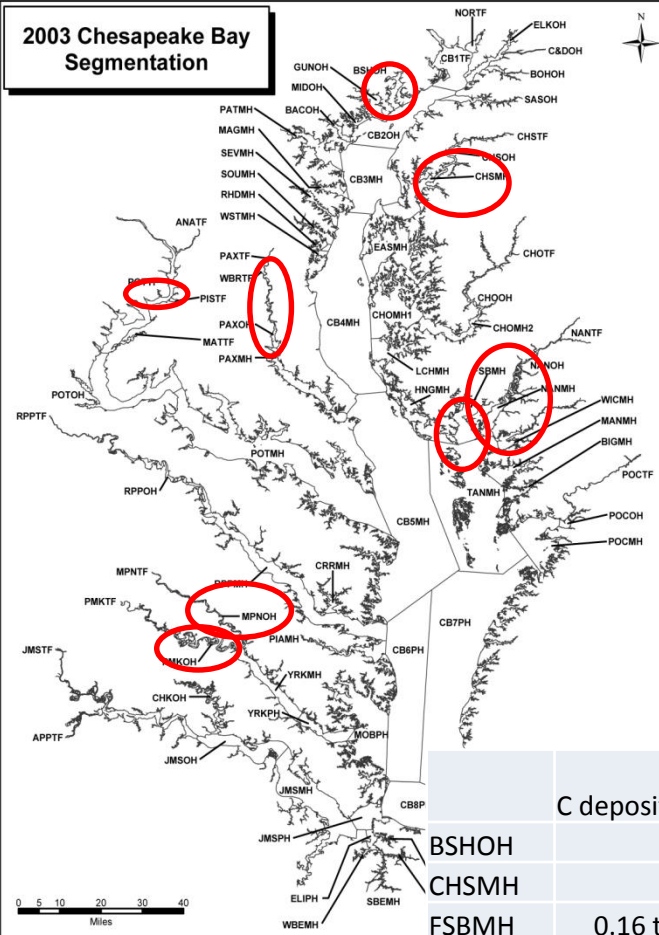 2003 Chesapeake Bay
Segmentation
N
NORTF
ELKOH
C&DOH
CB1TF
BOHOH
SASOH
GUNOH
BSHOH
MIDOH
BACOH
CB2OH
PATMH
MAGMH
SEVMH
SOUMH
RHDMH
WSTMH
CB3MH
CHSTF
CHSOH
CHSMH
EASMH
ANATF
PAXTF
WBRTF
PISTF
PAXOH
MATTF
PAXMH
CB4MH
CHOMH1
CHOTF
CHOOH
CHOMH2
NANTF
LCHMH
SBMH
NANOH
HNGMH
NANMH
WICMH
MANMH
BIGMH
POTOH
RPPTF
POTMH
TANMH
POCTF
RPPOH
CB5MH
POCOH
POCMH
MPNTF
CRRMH
PMKTF
MPNOH
PIAMH
CB6PH
CB7PH
JMSTF
YRKMH
CHKOH
YRKPH
MOBPH
APPTF
JMSOH
JMSMH
CB8P
JMSPH
ELIPH
WBEMH
SBEMH
0 5 10 20 30 40
Miles
C deposi
BSHOH
CHSMH
FSBMH 0.16 t